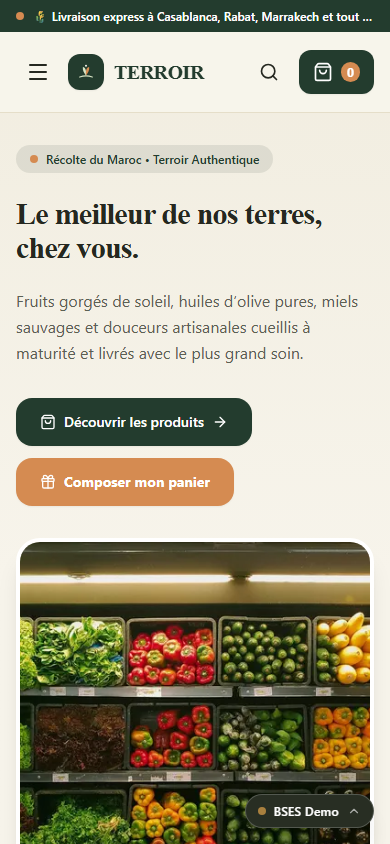 Livraison express à Casablanca, Rabat, Marrakech et tout ...
TERROIR
0
Récolte du Maroc • Terroir Authentique
Le meilleur de nos terres,
chez vous.
Fruits gorgés de soleil, huiles d’olive pures, miels
sauvages et douceurs artisanales cueillis à
maturité et livrés avec le plus grand soin.
Découvrir les produits
Composer mon panier
BSES Demo